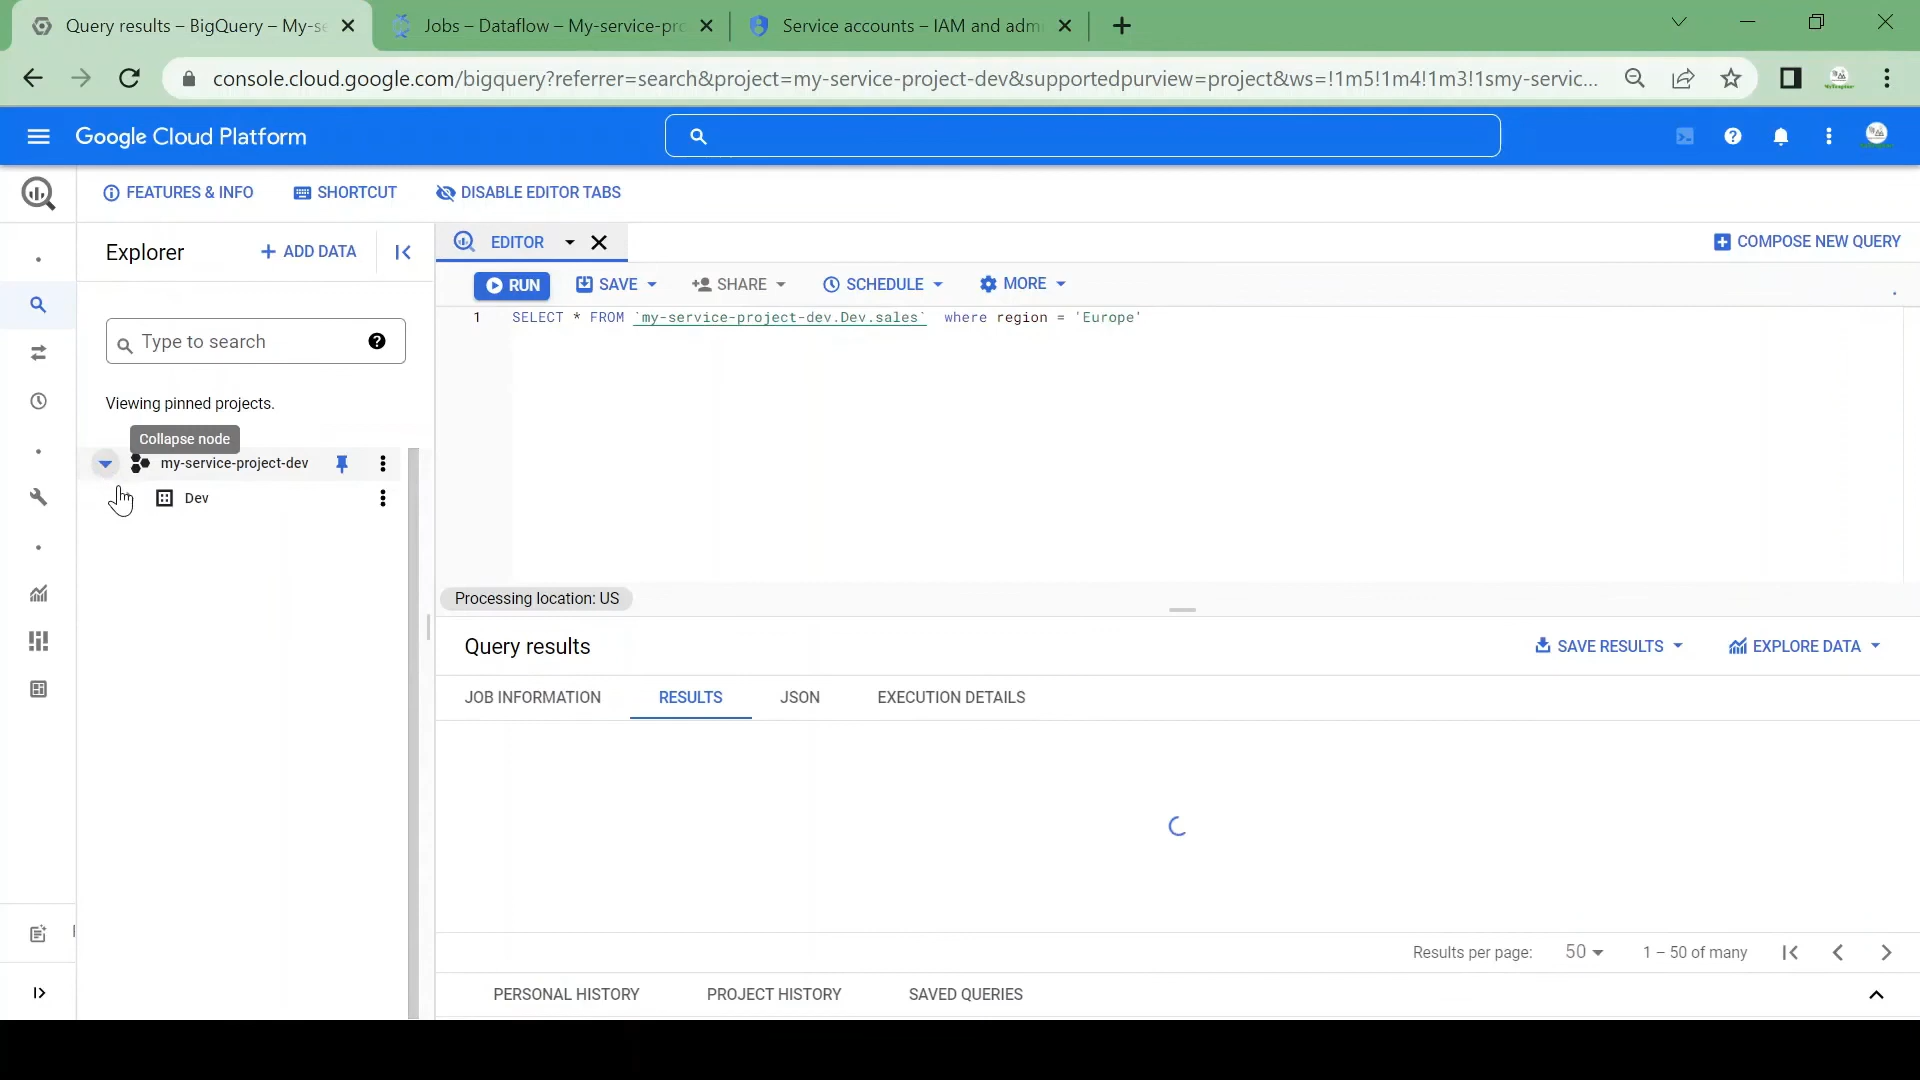 Query results – BigQuery – My-se
Jobs – Dataflow – My-service-pro
Service accounts – IAM and adm
console.cloud.google.com/bigquery?referrer=search&project=my-service-project-dev&supportedpurview=project&ws=!1m5!1m4!1m3!1smy-servic...
Google Cloud Platform
FEATURES & INFO
SHORTCUT
DISABLE EDITOR TABS
Explorer
+ ADD DATA
EDITOR
COMPOSE NEW QUERY
RUN
SAVE
SHARE
SCHEDULE
MORE
1 SELECT * FROM `my-service-project-dev.Dev.sales`  where region = 'Europe'
Type to search
Viewing pinned projects.
Collapse node
my-service-project-dev
Dev
Processing location: US
Query results
SAVE RESULTS
EXPLORE DATA
JOB INFORMATION
RESULTS
JSON
EXECUTION DETAILS
Results per page:
50
1 – 50 of many
PERSONAL HISTORY
PROJECT HISTORY
SAVED QUERIES